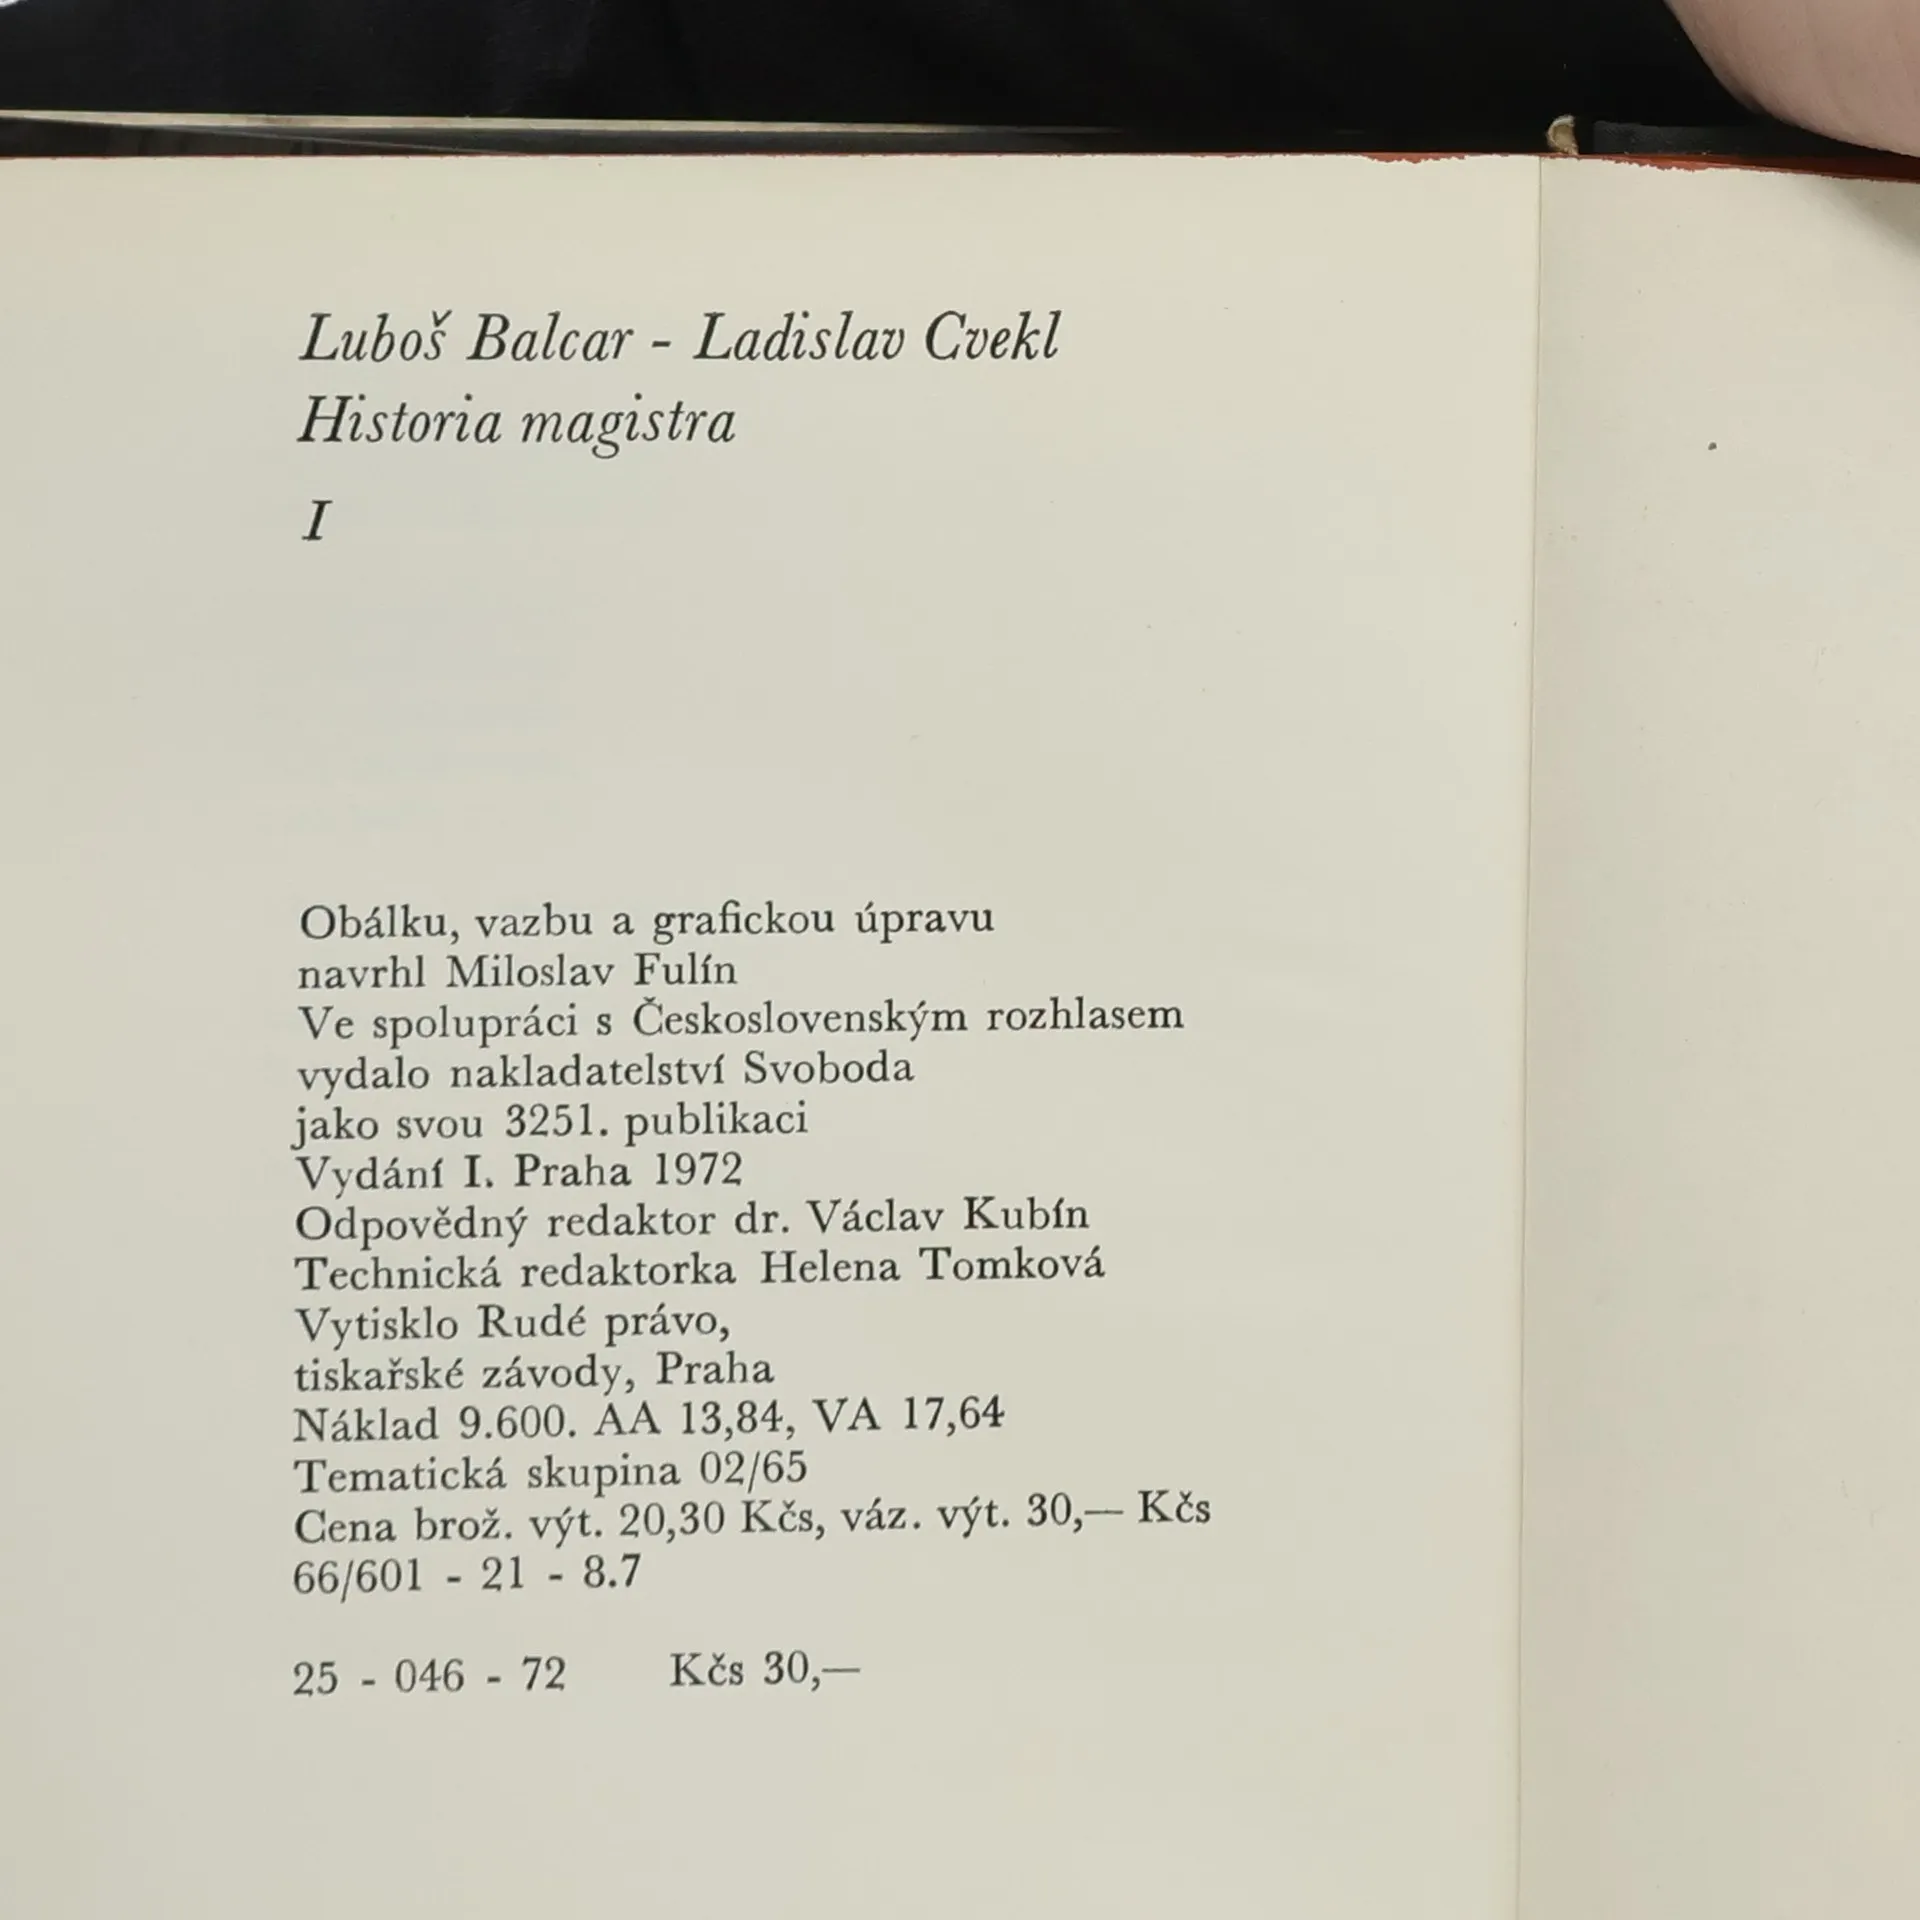 Luboš Balcar - Ladislav Cvekl
Historia magistra
I
Obálku, vazbu a grafickou úpravu
navrhl Miloslav Fulín
Ve spolupráci s Československým rozhlasem
vydalo nakladatelství Svoboda
jako svou 3251. publikaci
Vydání I. Praha 1972
Odpovědný redaktor dr. Václav Kubín
Technická redaktorka Helena Tomková
Vytisklo Rudé právo,
tiskařské závody, Praha
Náklad 9.600. AA 13,84, VA 17,64
Tematická skupina 02/65
Cena brož. výt. 20,30 Kčs, váz. výt. 30,— Kčs
66/601 - 21 - 8.7
25 - 046 - 72 Kčs 30,—